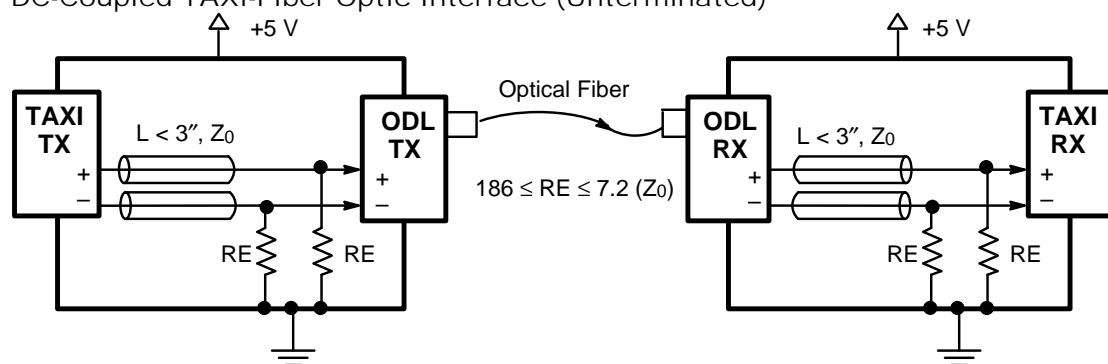 DC-Coupled TAXI-Fiber Optic Interface (Unterminated)
+5 V
+5 V
TAXI
TX
L < 3″, Z0
ODL
TX
Optical Fiber
ODL
RX
L < 3″, Z0
TAXI
RX
+
−
+
−
186 ≤ RE ≤ 7.2 (Z0)
+
−
+
−
RE
RE
RE
RE